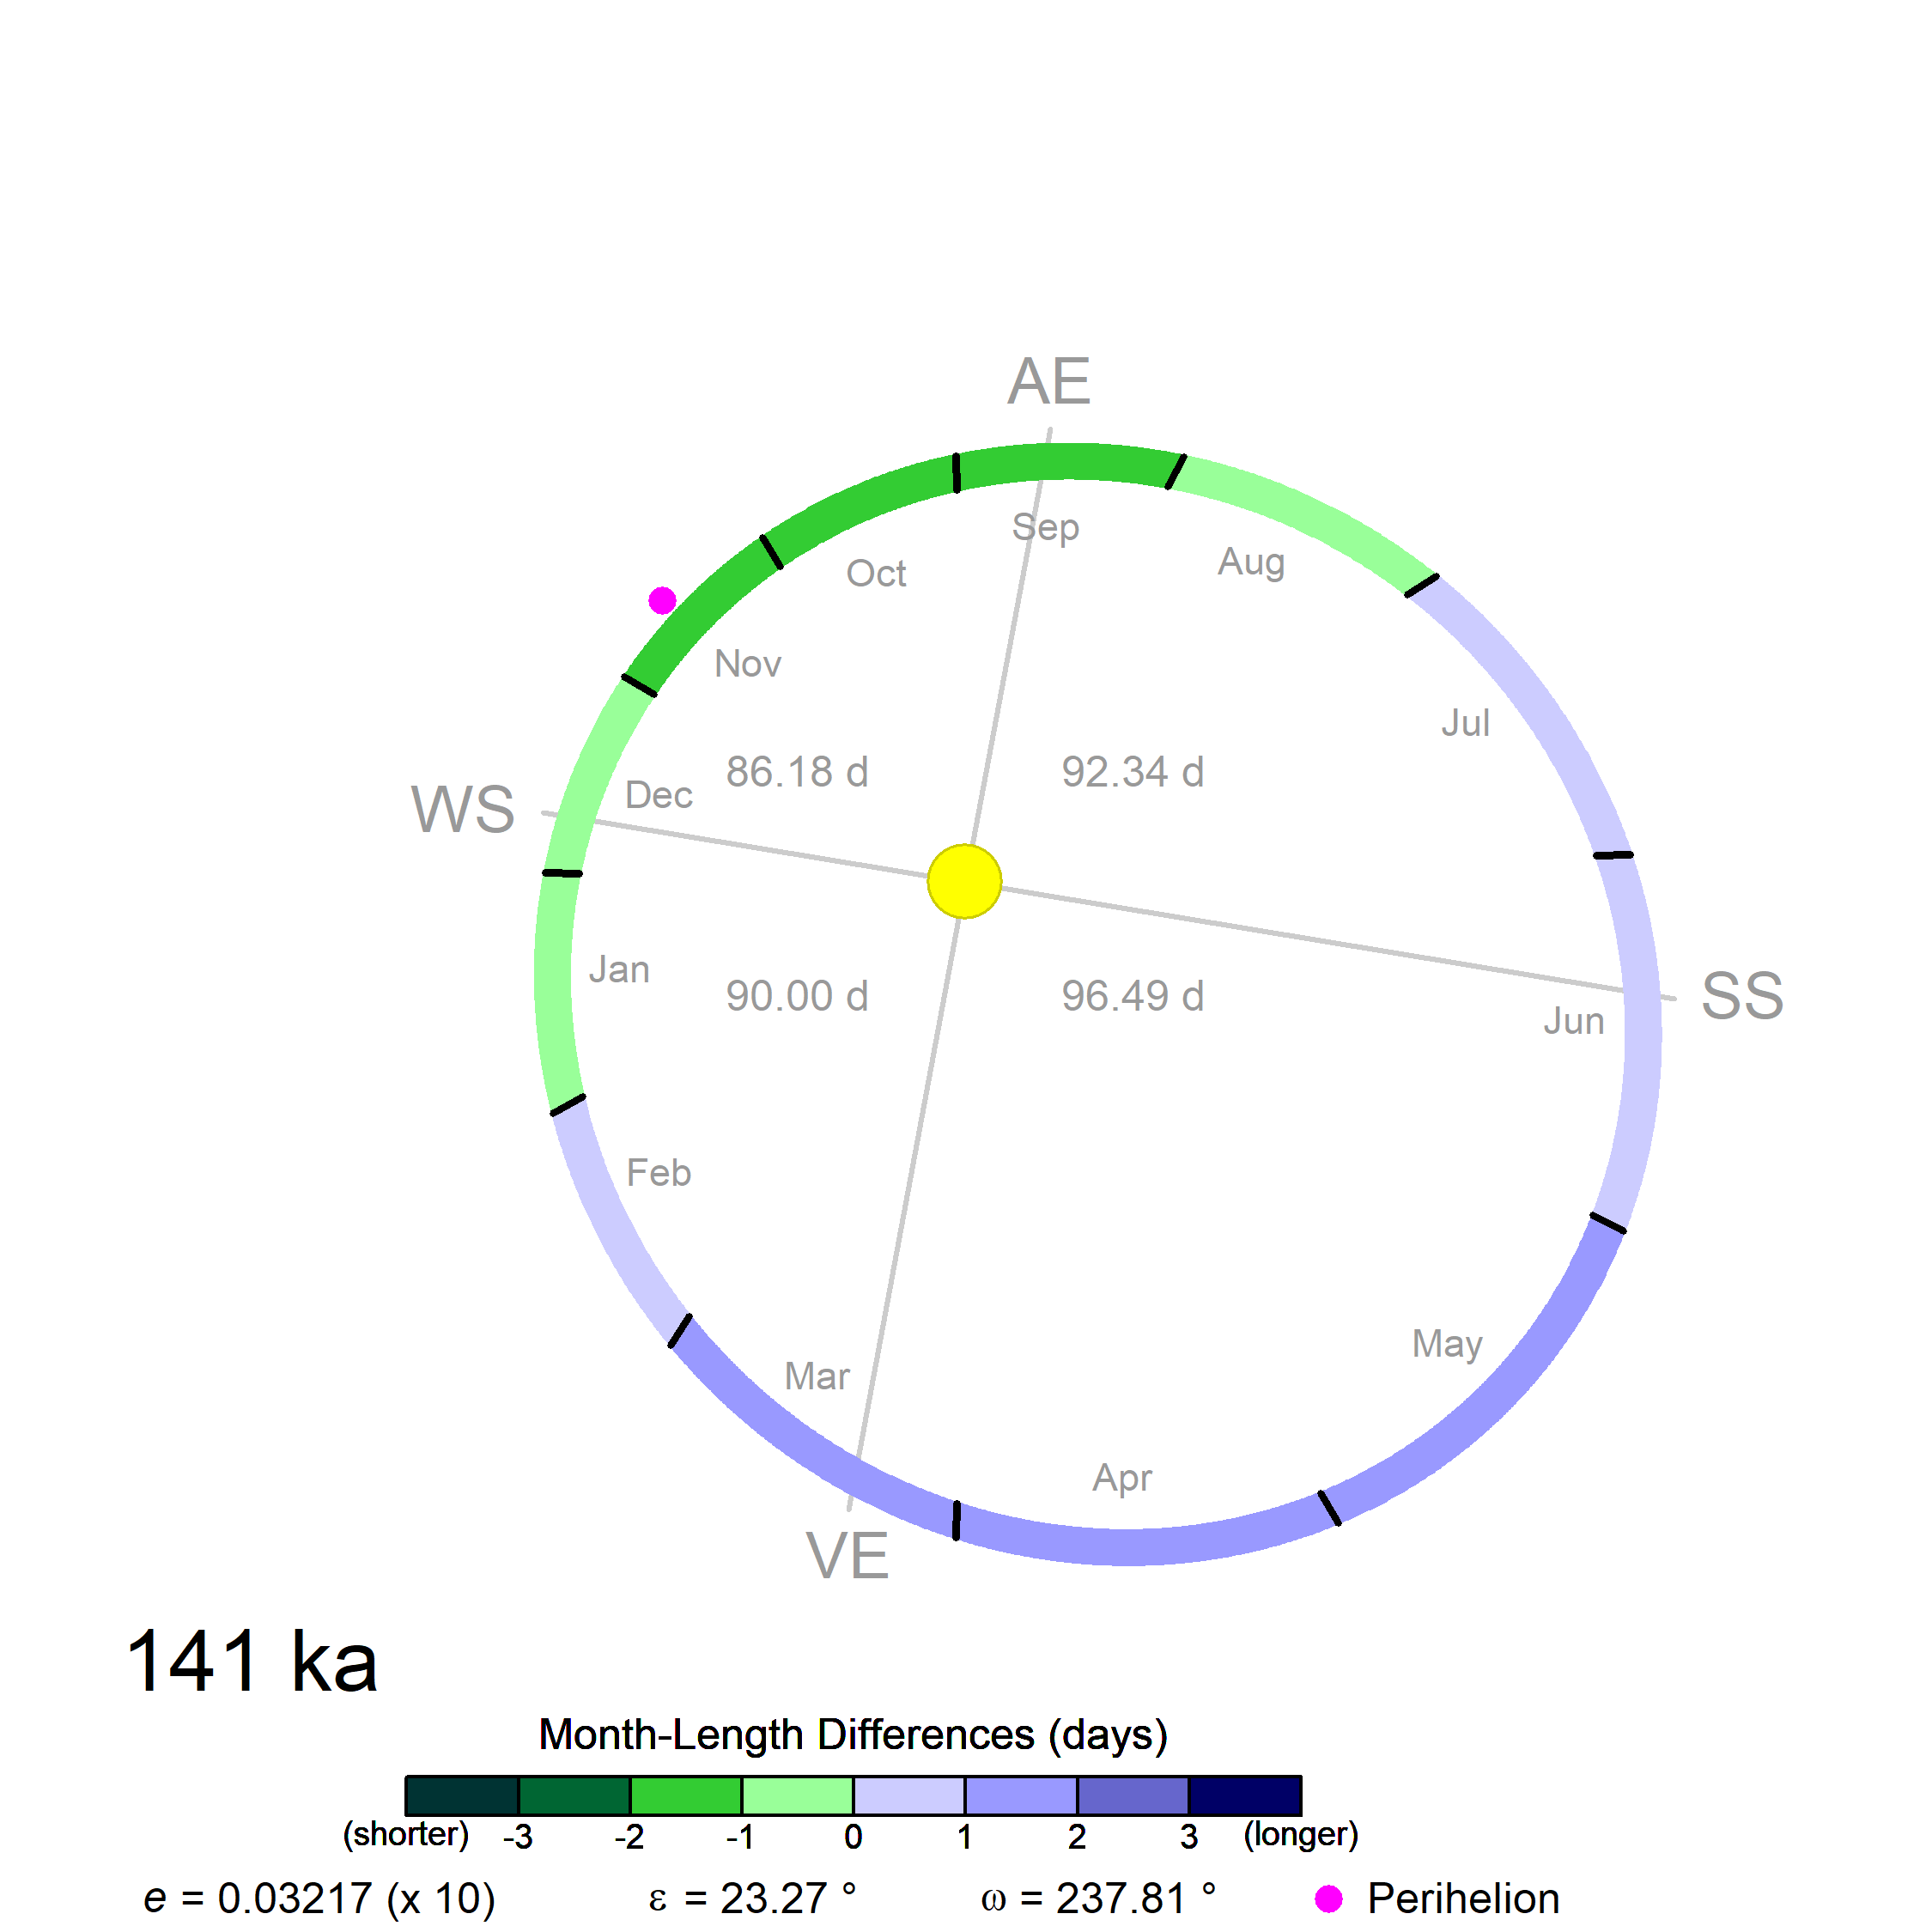 AE
Sep
Oct
Aug
Nov
Jul
86.18 d
92.34 d
Dec
WS
Jan
90.00 d
96.49 d
SS
Jun
Feb
May
Mar
Apr
VE
141 ka
Month-Length Differences (days)
(shorter) -3 -2 -1 0 1 2 3 (longer)
e = 0.03217 (x 10) ε = 23.27 ° ω = 237.81 ° Perihelion